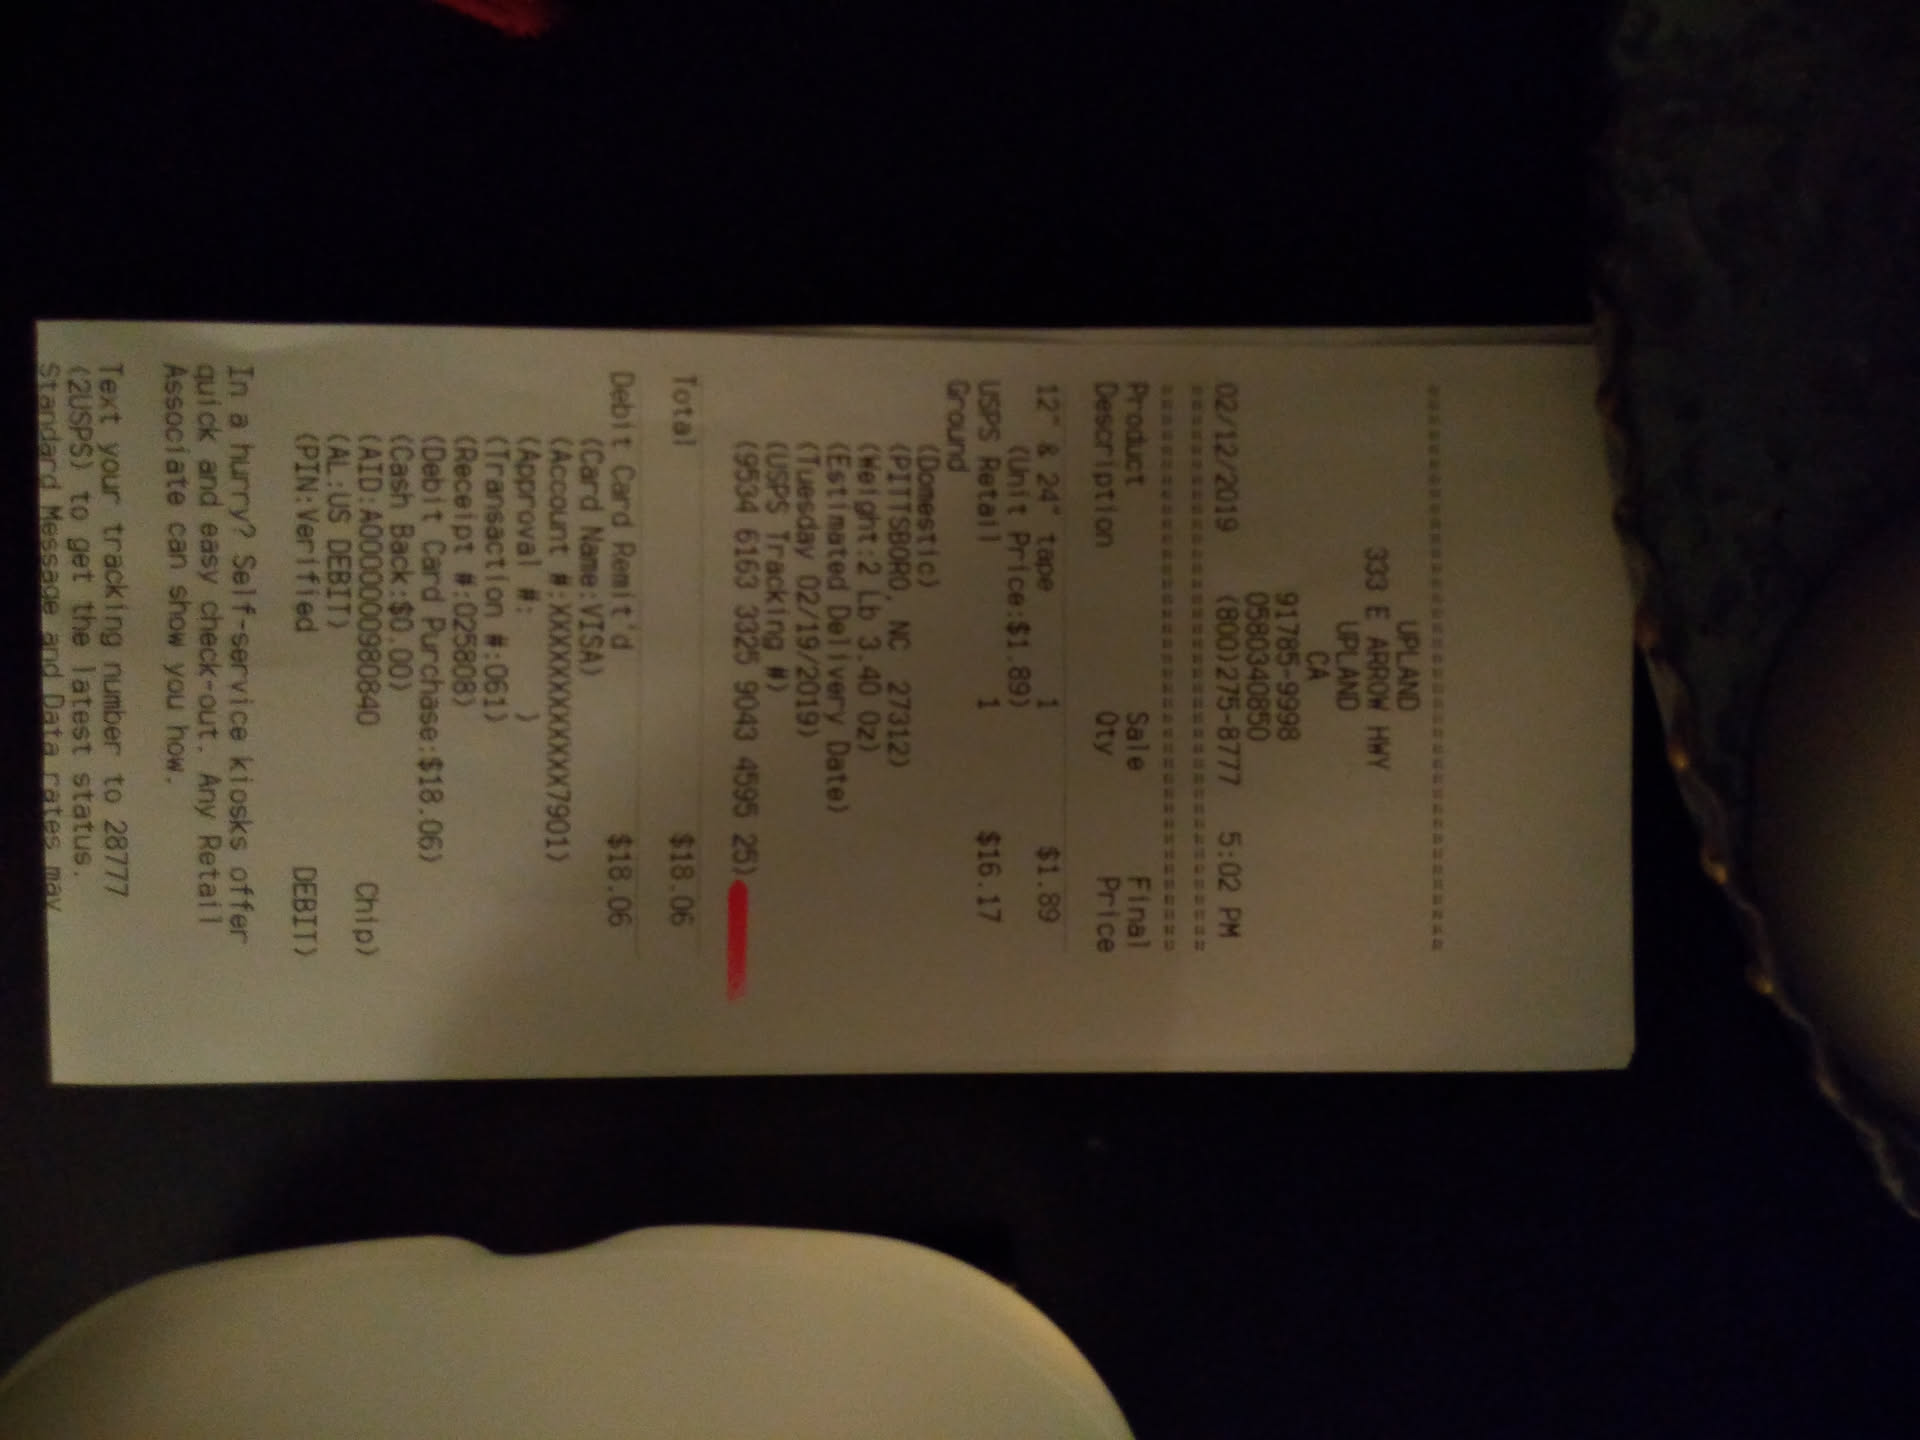 ========================================
UPLAND
333 E ARROW HWY
UPLAND
CA
91785-9998
0580340850
02/12/2019 (800)275-8777 5:02 PM
========================================
========================================
Product Sale Final
Description Qty Price
12" & 24" tape 1 $1.89
(Unit Price:$1.89)
USPS Retail 1 $16.17
Ground
(Domestic)
(PITTSBORO, NC 27312)
(Weight:2 Lb 3.40 Oz)
(Estimated Delivery Date)
(Tuesday 02/19/2019)
(USPS Tracking #)
(9534 6163 3325 9043 4595 25)
Total $18.06
Debit Card Remit'd $18.06
(Card Name:VISA)
(Account #:XXXXXXXXXXXX7901)
(Approval #: )
(Transaction #:061)
(Receipt #:025808)
(Debit Card Purchase:$18.06)
(Cash Back:$0.00)
(AID:A0000000980840 Chip)
(AL:US DEBIT)
(PIN:Verified DEBIT)
In a hurry? Self-service kiosks offer
quick and easy check-out. Any Retail
Associate can show you how.
Text your tracking number to 28777
(2USPS) to get the latest status.
Standard Message and Data rates may